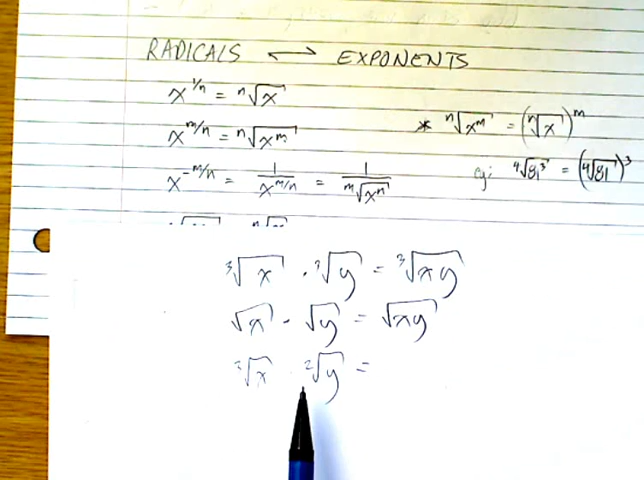 RADICALS ⟷ EXPONENTS
x^{1/n} = ⁿ√x
x^{m/n} = ⁿ√x^m
* ⁿ√x^m = (ⁿ√x)^m
x^{-m/n} = 1/x^{m/n} = 1/ᵐ√x^n
eg: ⁴√81³ = (⁴√81)³
³√x · ³√y = ³√xy
√x · √y = √xy
³√x · ²√y =